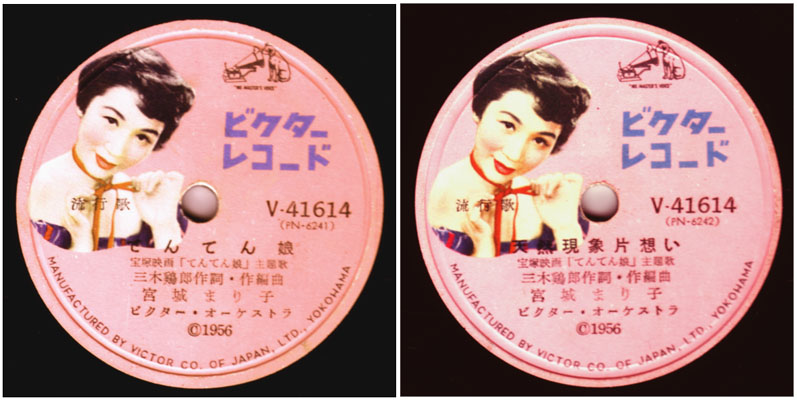 "HIS MASTER'S VOICE"
ビクター
レコード
流行歌
V-41614
(PN-6241)
てんてん娘
宝塚映画『てんてん娘』主題歌
三木鶏郎作詞・作編曲
宮城まり子
ビクター・オーケストラ
©1956
MANUFACTURED BY VICTOR CO. OF JAPAN, LTD., YOKOHAMA
"HIS MASTER'S VOICE"
ビクター
レコード
流行歌
V-41614
(PN-6242)
天然現象片想い
宝塚映画『てんてん娘』主題歌
三木鶏郎作詞・作編曲
宮城まり子
ビクター・オーケストラ
©1956
MANUFACTURED BY VICTOR CO. OF JAPAN, LTD., YOKOHAMA